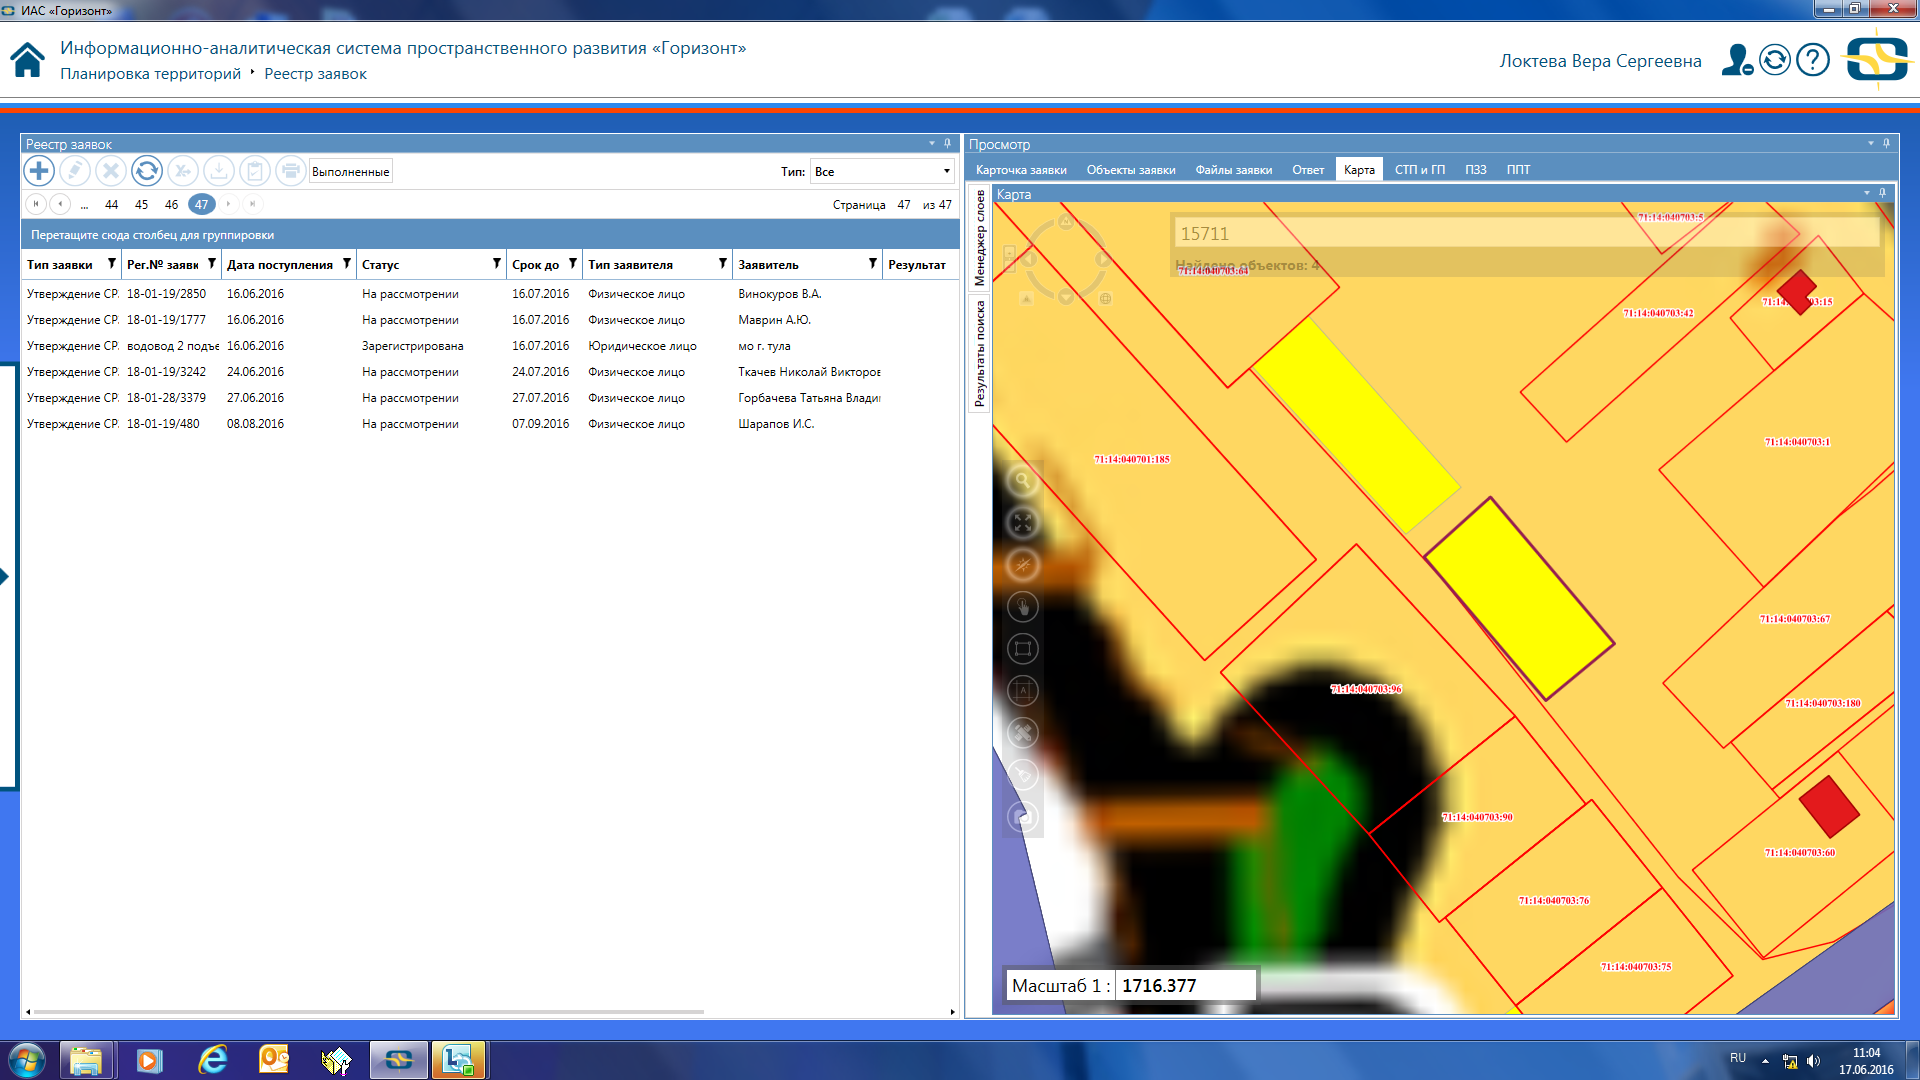 ИАС «Горизонт»
Информационно-аналитическая система пространственного развития «Горизонт»
Планировка территорий Реестр заявок
Локтева Вера Сергеевна
Реестр заявок
Выполненные
Тип: Все
... 44 45 46 47
Страница 47 из 47
Перетащите сюда столбец для группировки
Тип заявки Рег.№ заявк Дата поступления Статус Срок до Тип заявителя Заявитель Результат
Утверждение СР. 18-01-19/2850 16.06.2016 На рассмотрении 16.07.2016 Физическое лицо Винокуров В.А.
Утверждение СР. 18-01-19/1777 16.06.2016 На рассмотрении 16.07.2016 Физическое лицо Маврин А.Ю.
Утверждение СР. водовод 2 подъе 16.06.2016 Зарегистрирована 16.07.2016 Юридическое лицо мо г. тула
Утверждение СР. 18-01-19/3242 24.06.2016 На рассмотрении 24.07.2016 Физическое лицо Ткачев Николай Викторов
Утверждение СР. 18-01-28/3379 27.06.2016 На рассмотрении 27.07.2016 Физическое лицо Горбачева Татьяна Влади
Утверждение СР. 18-01-19/480 08.08.2016 На рассмотрении 07.09.2016 Физическое лицо Шарапов И.С.
Просмотр
Карточка заявки Объекты заявки Файлы заявки Ответ Карта СТП и ГП ПЗЗ ППТ
Карта
Менеджер слоев
Результаты поиска
15711
Найдено объектов: 4
71:14:040703:5
71:14:040703:64
71:14:040703:15
71:14:040703:42
71:14:040703:1
71:14:040701:185
71:14:040703:67
71:14:040703:96
71:14:040703:180
71:14:040703:90
71:14:040703:60
71:14:040703:76
71:14:040703:75
Масштаб 1 : 1716.377
RU
11:04
17.06.2016